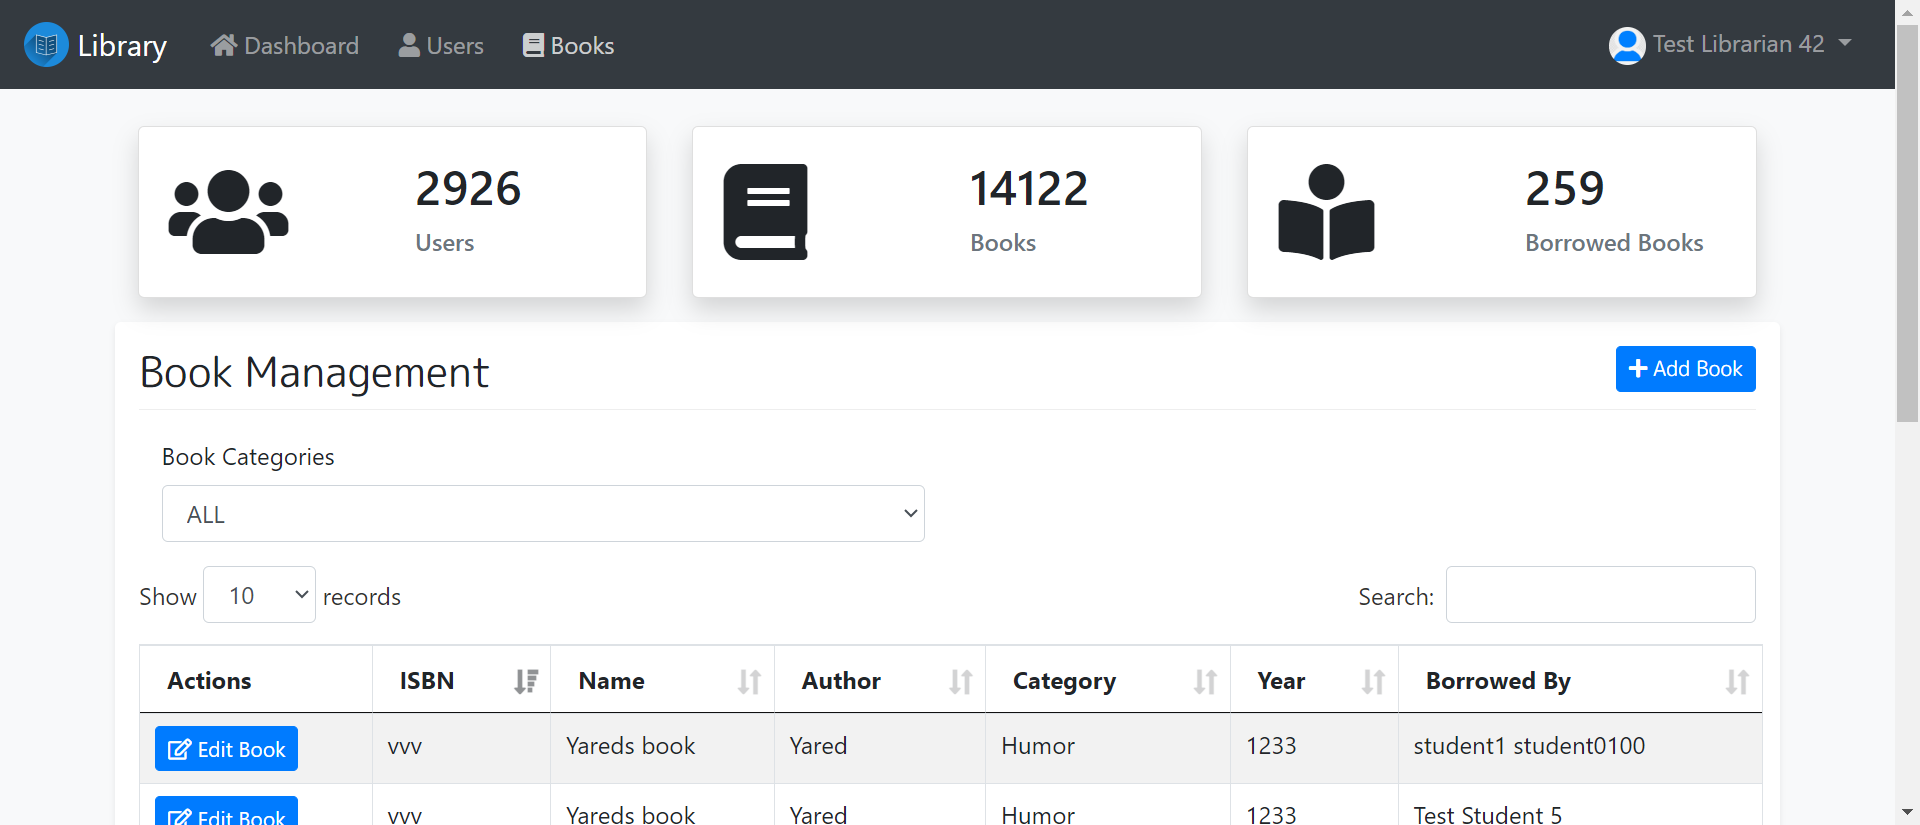 Library Dashboard Users Books Test Librarian 42
2926 14122 259
Users Books Borrowed Books
Book Management Add Book
Book Categories
ALL
Show 10 records Search:
Actions ISBN Name Author Category Year Borrowed By
Edit Book vvv Yareds book Yared Humor 1233 student1 student0100
Edit Book vvv Yareds book Yared Humor 1233 Test Student 5